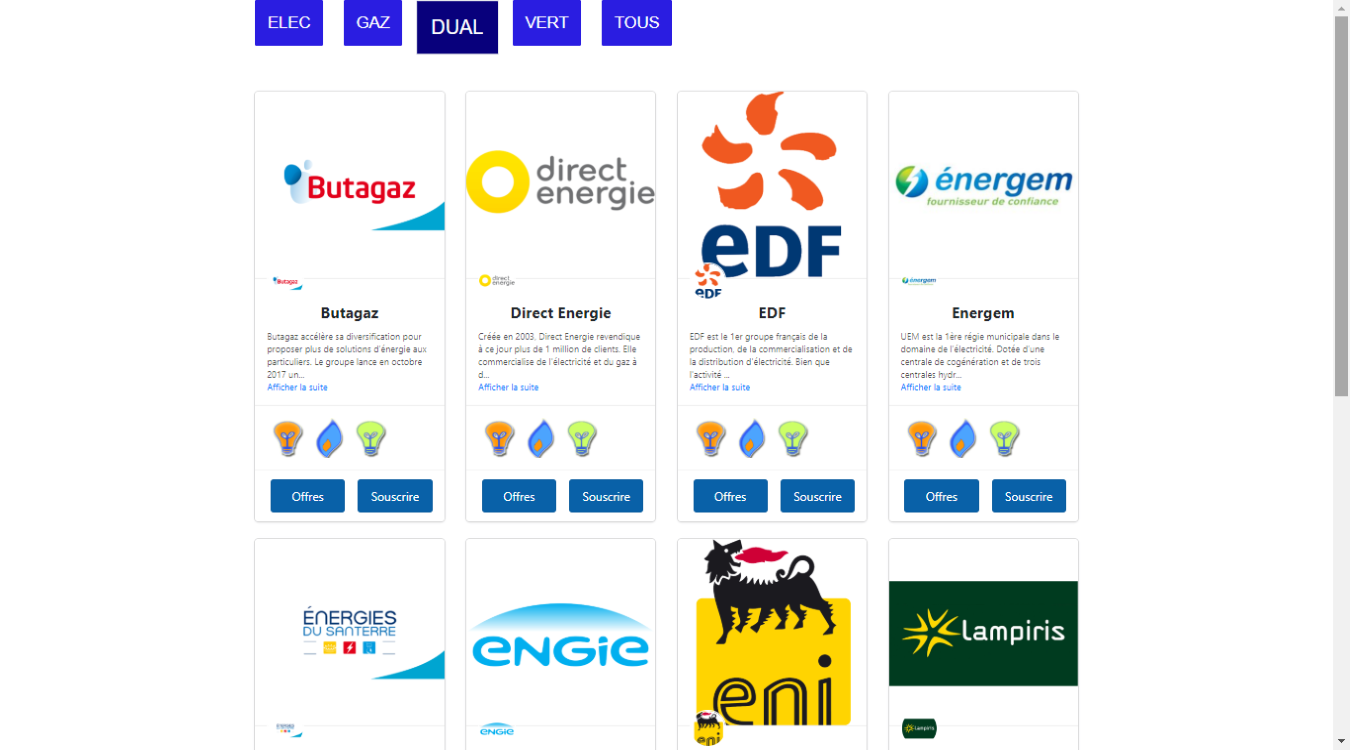 ELEC GAZ DUAL VERT TOUS
Butagaz
direct
energie
eDF
énergem
fournisseur de confiance
Butagaz
direct
energie
eDF
énergem
Butagaz
Butagaz accélère sa diversification pour
proposer plus de solutions d'énergie aux
particuliers. Le groupe lance en octobre
2017 un...
Afficher la suite
Offres Souscrire
Direct Energie
Créée en 2003, Direct Energie revendique
à ce jour plus de 1 million de clients. Elle
commercialise de l'électricité et du gaz à
d...
Afficher la suite
Offres Souscrire
EDF
EDF est le 1er groupe français de la
production, de la commercialisation et de
la distribution d'électricité. Bien que
l'activité ...
Afficher la suite
Offres Souscrire
Energem
UEM est la 1ère régie municipale dans le
domaine de l'électricité. Dotée d'une
centrale de cogénération et de trois
centrales hydr...
Afficher la suite
Offres Souscrire
ÉNERGIES
DU SANTERRE
ENGIE
eni
Lampiris
ENGIE
eni
Lampiris